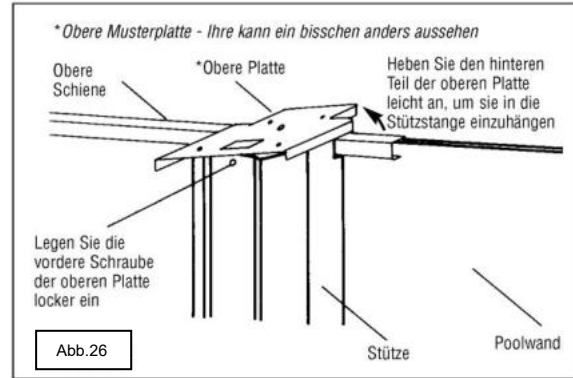 *Obere Musterplatte - Ihre kann ein bisschen anders aussehen
Obere
Schiene
*Obere Platte
Heben Sie den hinteren
Teil der oberen Platte
leicht an, um sie in die
Stützstange einzuhängen
Legen Sie die
vordere Schraube
der oberen Platte
locker ein
Abb.26
Stütze
Poolwand